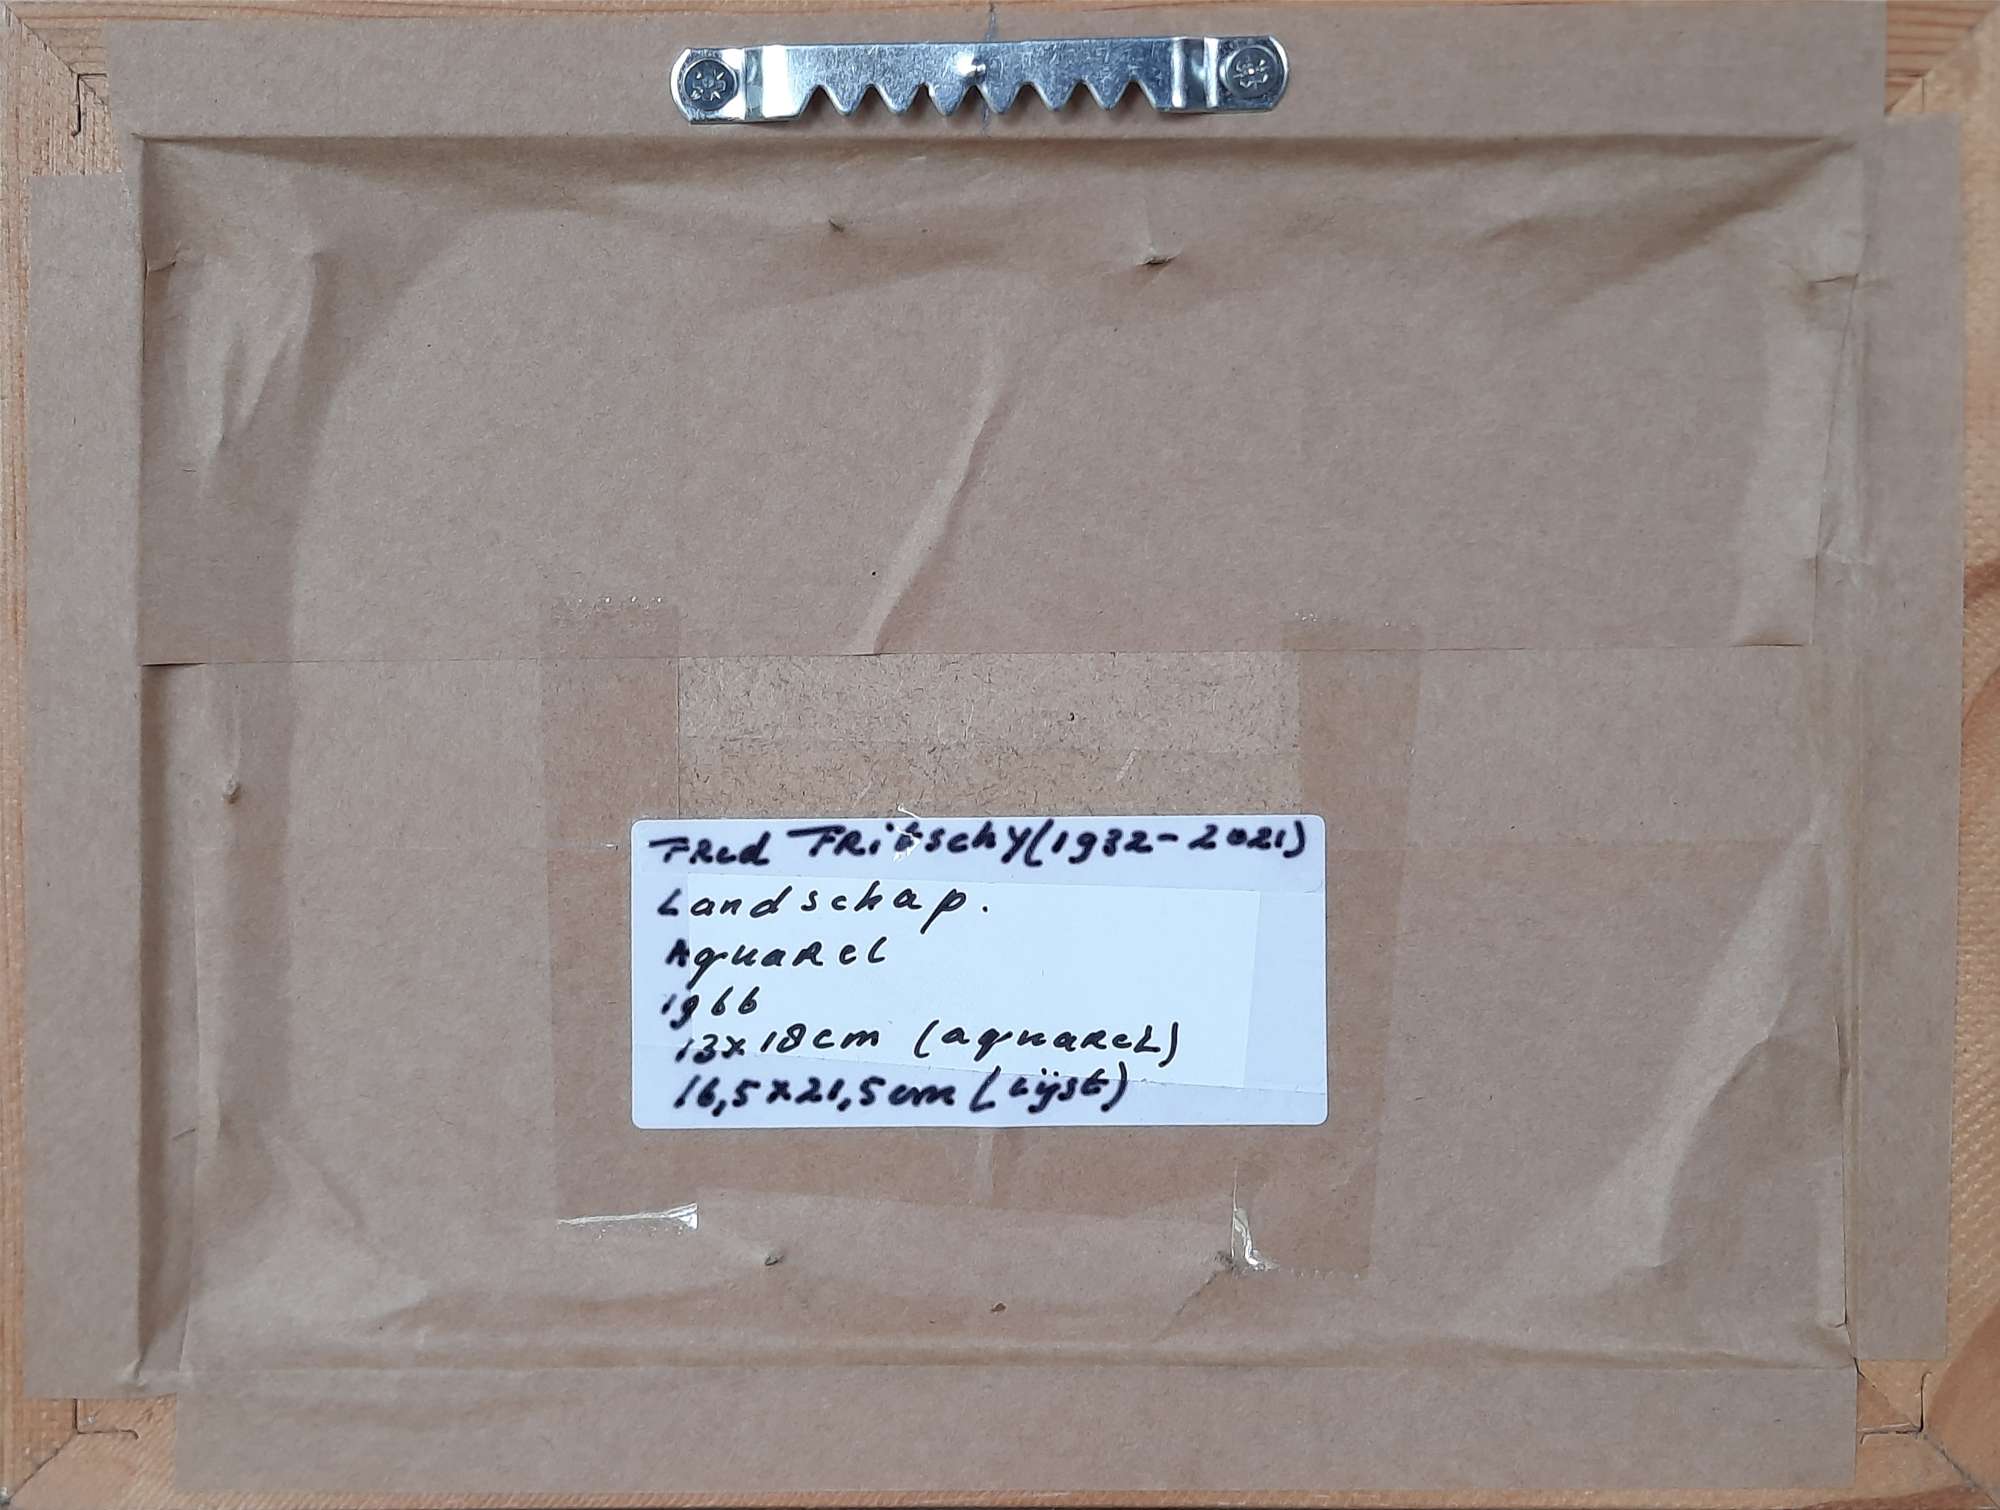 Fred Fritschy (1932-2021)
Landschap.
Aquarel
1966
13x18cm (aquarel)
16,5x21,5cm (Lijst)